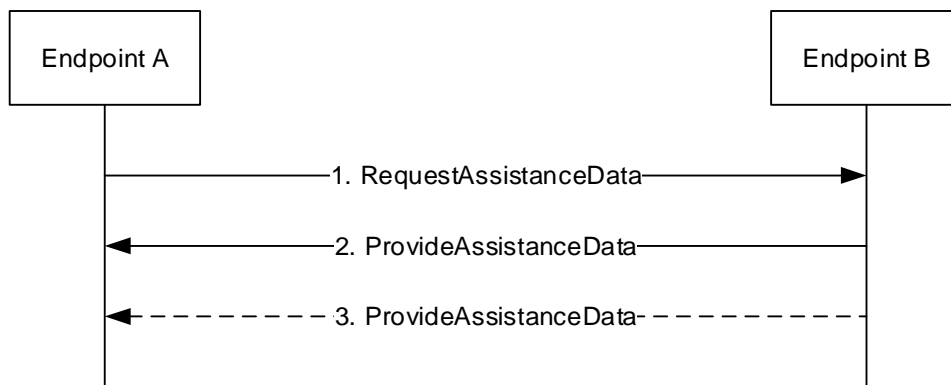 Endpoint A
Endpoint B
1. RequestAssistanceData
2. ProvideAssistanceData
3. ProvideAssistanceData